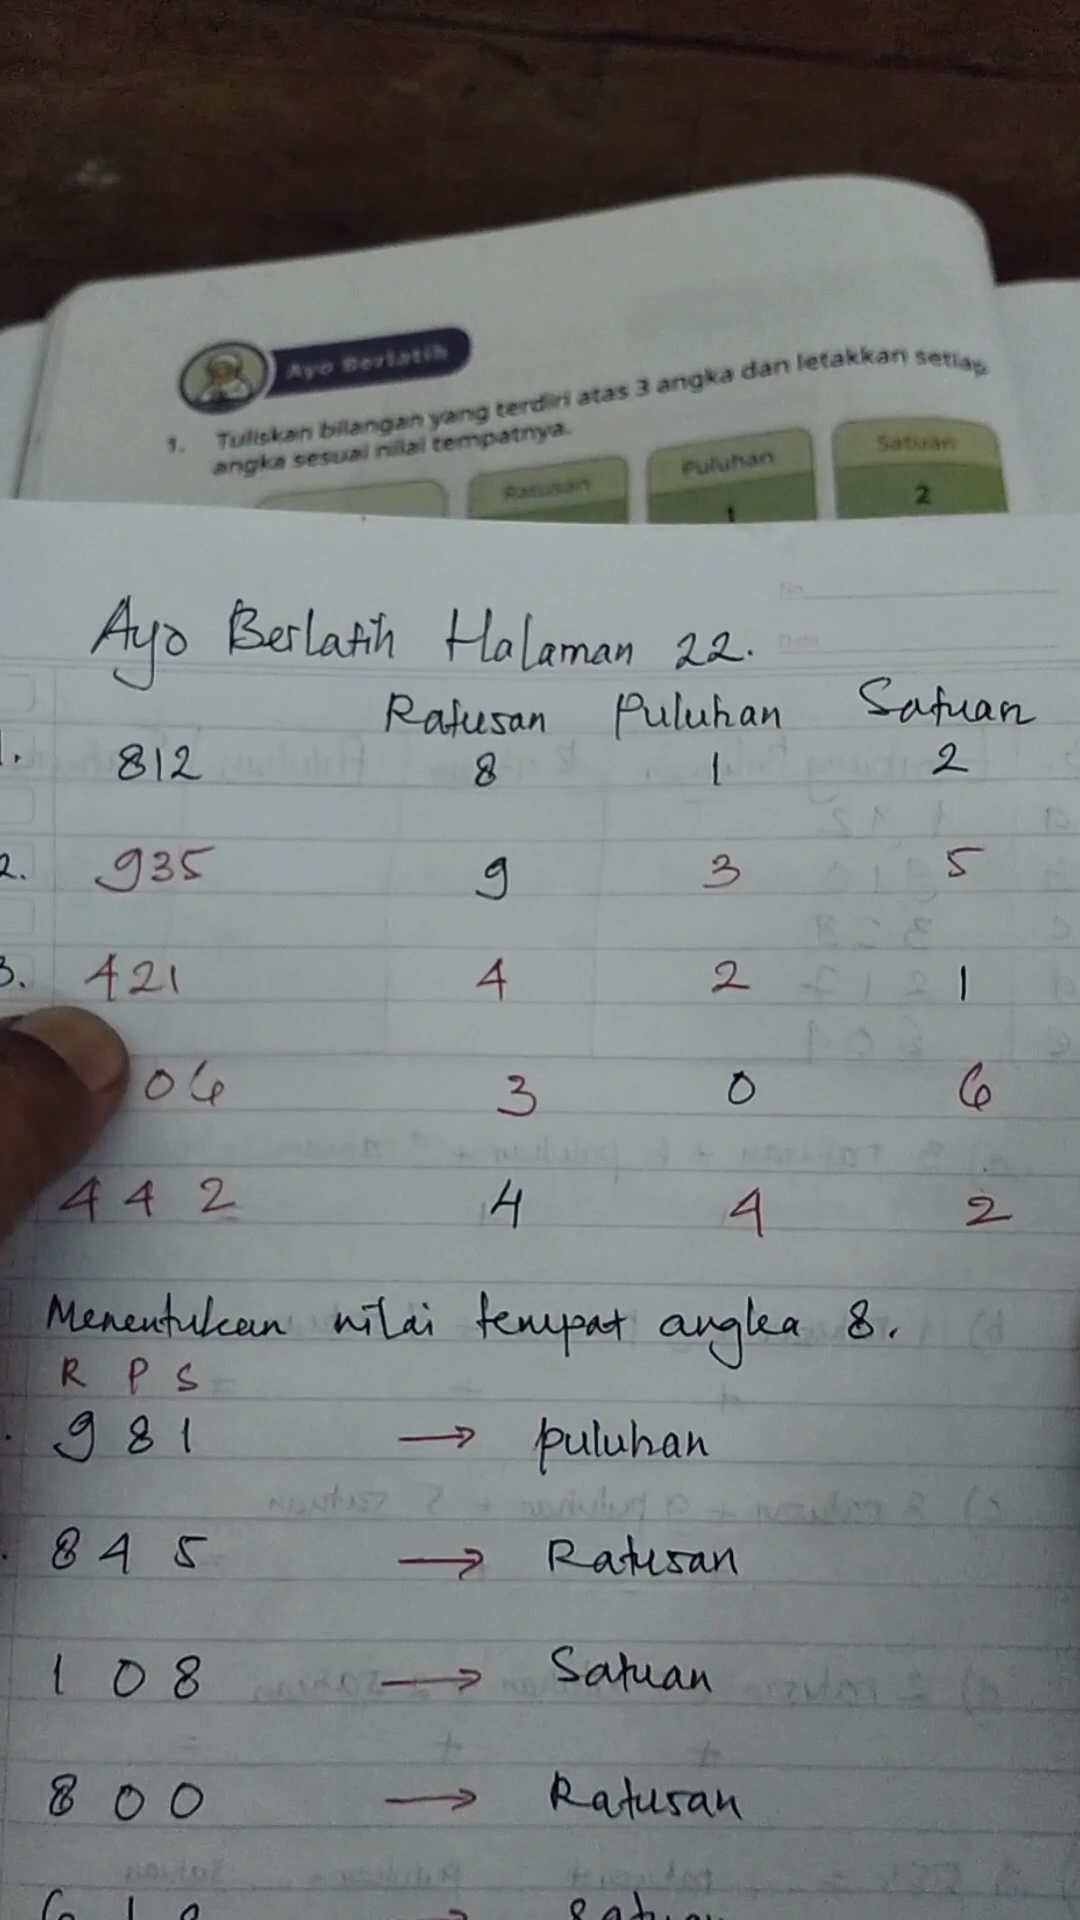 Ayo Berlatih
1. Tuliskan bilangan yang terdiri atas 3 angka dan letakkan setiap
angka sesuai nilai tempatnya.
Ratusan Puluhan Satuan
1 2
No
Date
Ayo Berlatih Halaman 22.
Ratusan Puluhan Satuan
1. 812 8 1 2
2. 935 9 3 5
3. 421 4 2 1
06 3 0 6
4 4 2 4 4 2
Menentukan nilai tempat angka 8.
R P S
9 8 1 → puluhan
8 4 5 → Ratusan
1 0 8 → Satuan
8 0 0 → Ratusan